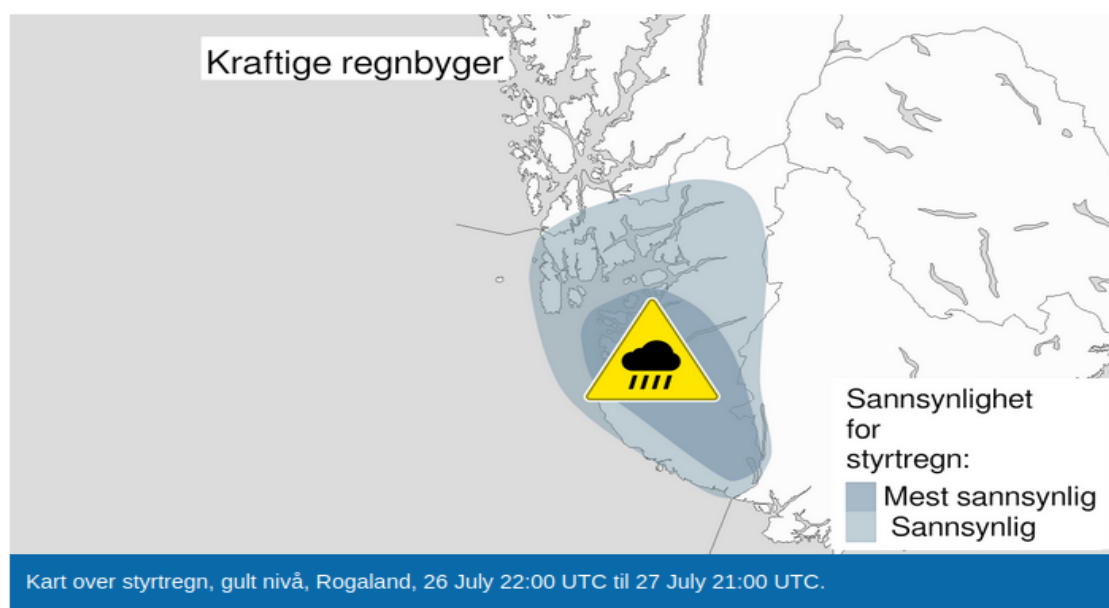 Kraftige regnbyger
Sannsynlighet
for
styrtregn:
Mest sannsynlig
Sannsynlig
Kart over styrtregn, gult nivå, Rogaland, 26 July 22:00 UTC til 27 July 21:00 UTC.